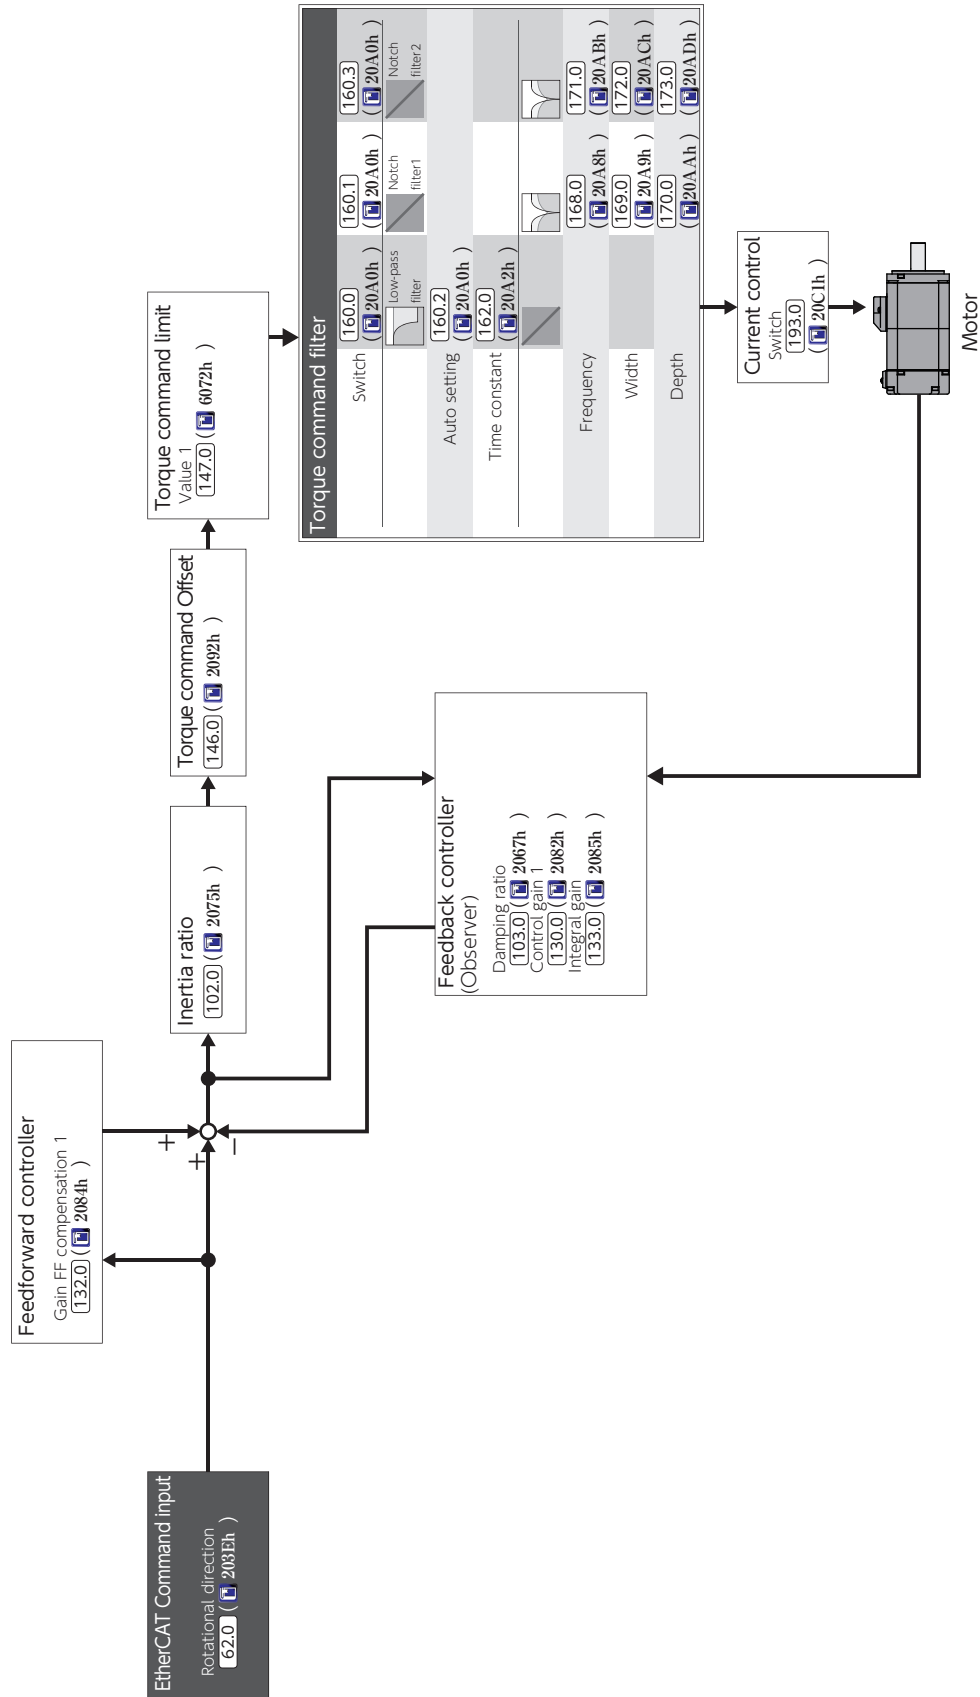 EtherCAT Command input
Rotational direction
62.0 ( 203Eh )
Feedforward controller
Gain FF compensation 1
132.0 ( 2084h )
+
+
−
Inertia ratio
102.0 ( 2075h )
Torque command Offset
146.0 ( 2092h )
Torque command limit
Value 1
147.0 ( 6072h )
Feedback controller
(Observer)
Damping ratio
103.0 ( 2067h )
Control gain 1
130.0 ( 2082h )
Integral gain
133.0 ( 2085h )
Torque command filter
Switch 160.0 ( 20A0h ) 160.1 ( 20A0h ) 160.3 ( 20A0h )
Low-pass filter Notch filter1 Notch filter2
Auto setting 160.2 ( 20A0h )
Time constant 162.0 ( 20A2h )
Frequency 168.0 ( 20A8h ) 171.0 ( 20ABh )
Width 169.0 ( 20A9h ) 172.0 ( 20ACh )
Depth 170.0 ( 20AAh ) 173.0 ( 20ADh )
Current control
Switch
193.0
( 20C1h )
Motor